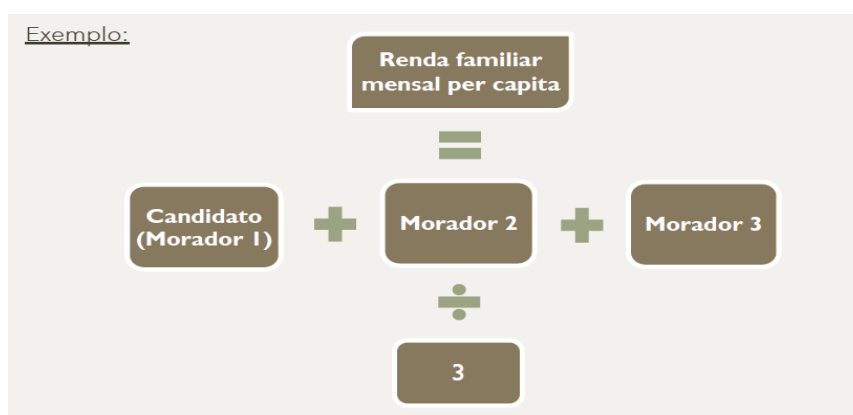 Exemplo:
Renda familiar
mensal per capita
=
Candidato
(Morador 1)
+
Morador 2
+
Morador 3
÷
3